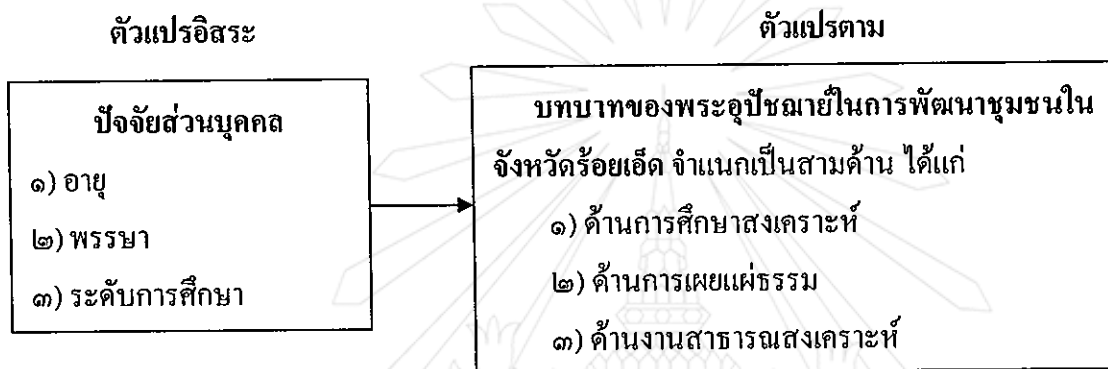 ตัวแปรอิสระ
ปัจจัยส่วนบุคคล
๑) อายุ
๒) พรรษา
๓) ระดับการศึกษา
ตัวแปรตาม
บทบาทของพระอุปัชฌาย์ในการพัฒนาชุมชนใน
จังหวัดร้อยเอ็ด จำแนกเป็นสามด้าน ได้แก่
๑) ด้านการศึกษาสงเคราะห์
๒) ด้านการเผยแผ่ธรรม
๓) ด้านงานสาธารณสงเคราะห์